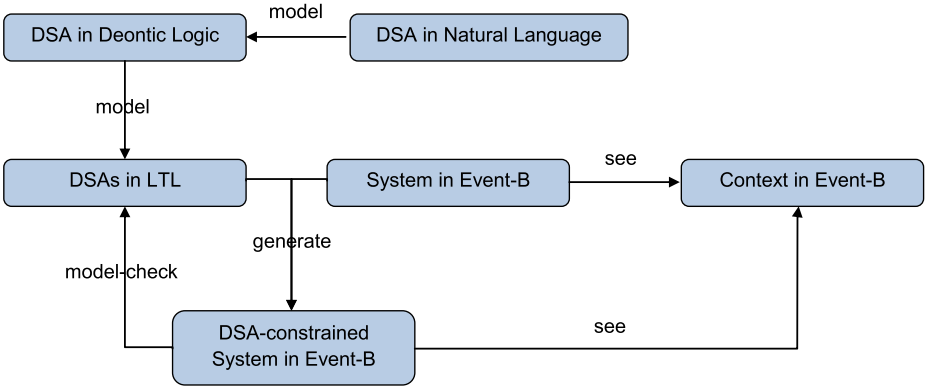 model
DSA in Deontic Logic
DSA in Natural Language
model
see
DSAs in LTL
System in Event-B
Context in Event-B
generate
model-check
see
DSA-constrained
System in Event-B